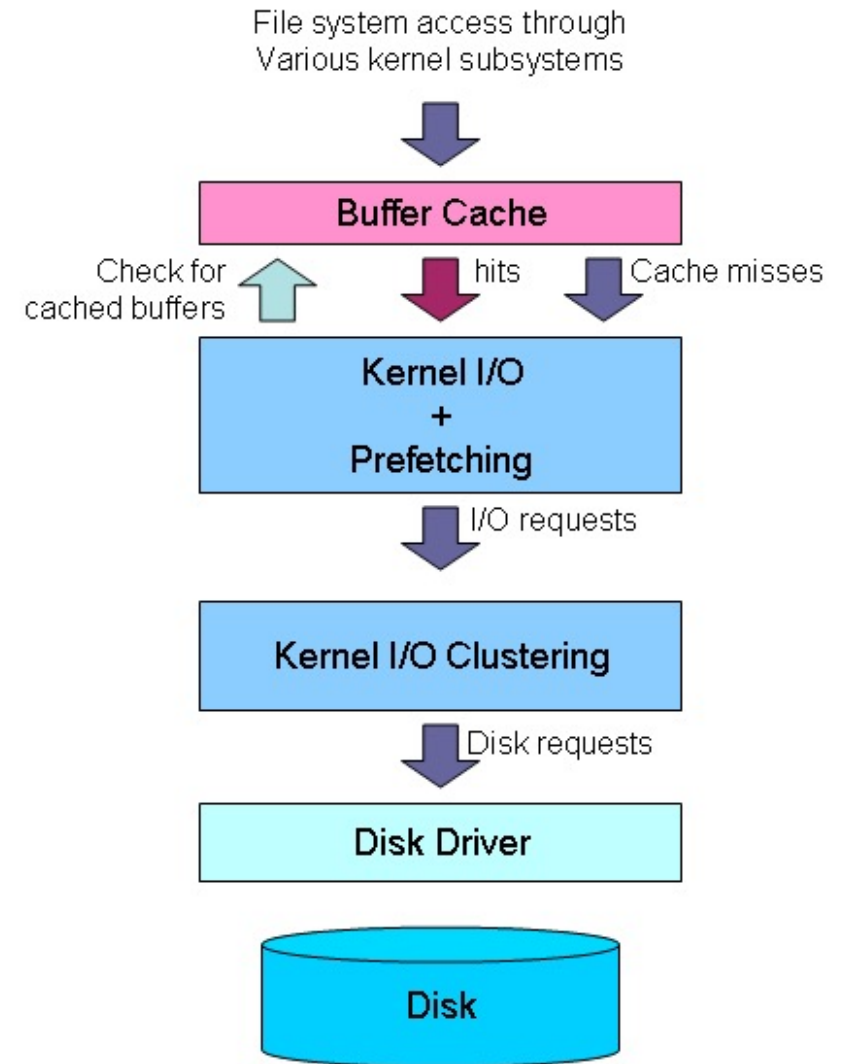 File system access through
Various kernel subsystems
Buffer Cache
Check for
cached buffers
hits
Cache misses
Kernel I/O
+
Prefetching
I/O requests
Kernel I/O Clustering
Disk requests
Disk Driver
Disk